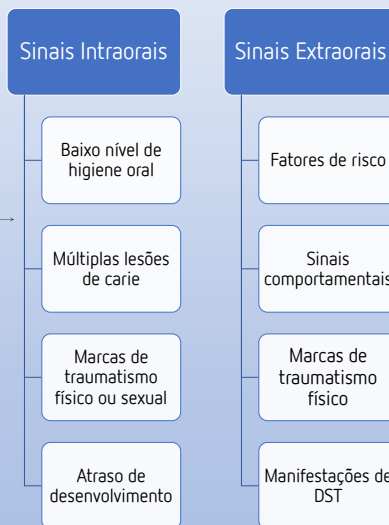 Sinais Intraorais
Baixo nível de
higiene oral
Múltiplas lesões
de carie
Marcas de
traumatismo
físico ou sexual
Atraso de
desenvolvimento
Sinais Extraorais
Fatores de risco
Sinais
comportamentais
Marcas de
traumatismo
físico
Manifestações de
DST